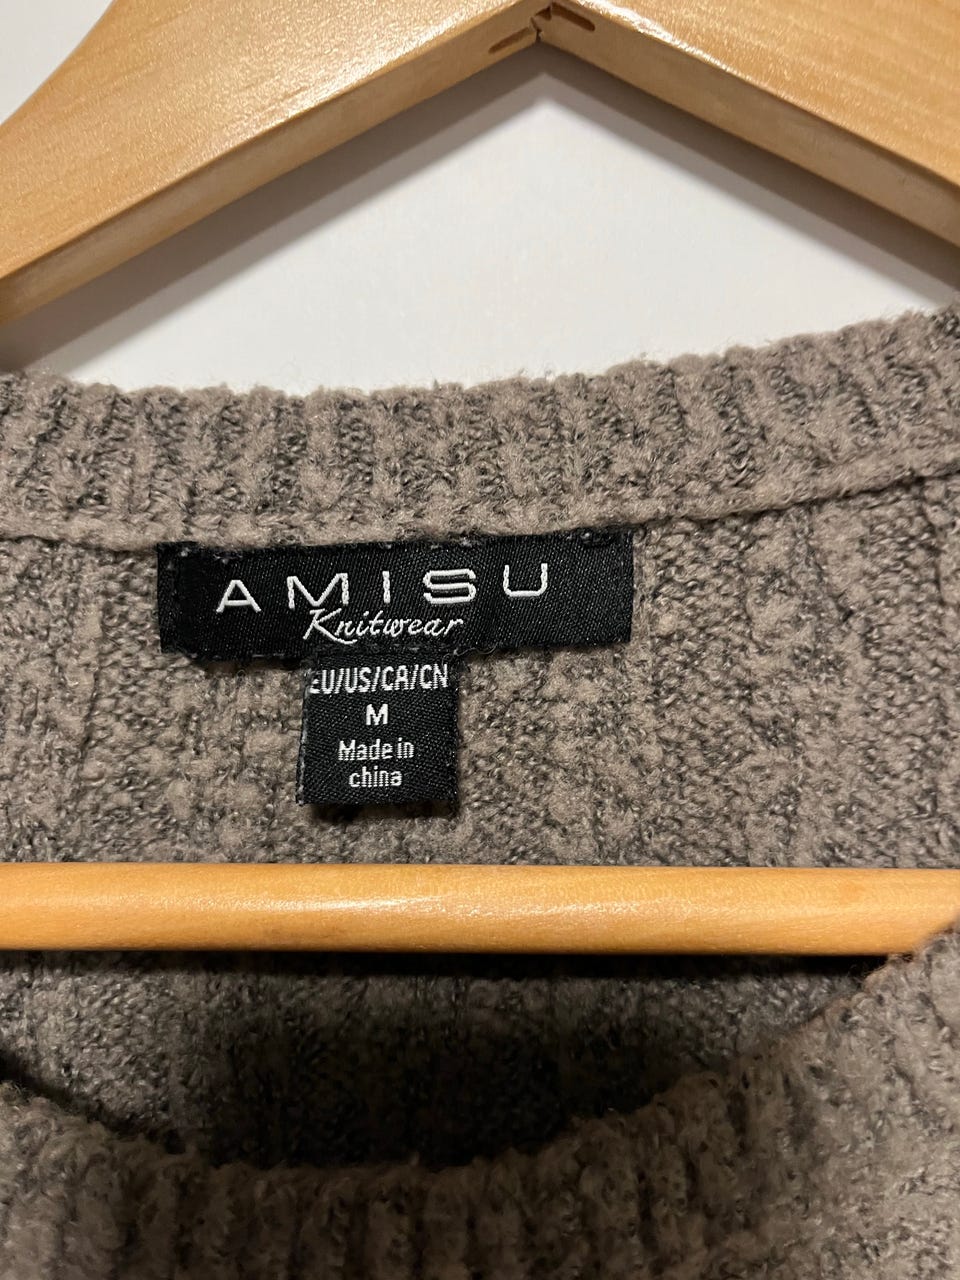 AMISU
Knitwear
EU/US/CA/CN
M
Made in
china